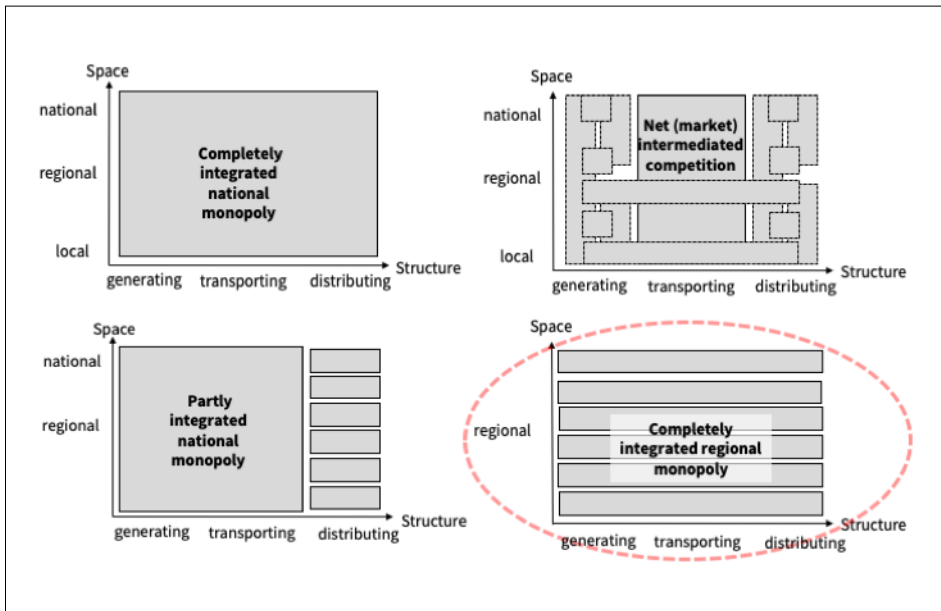 Space
national
regional
local
Completely
integrated
national
monopoly
generating transporting distributing
Structure
Space
national
regional
local
Net (market)
intermediated
competition
Structure
generating transporting distributing
Space
national
regional
Partly
integrated
national
monopoly
Structure
generating transporting distributing
Space
regional
Completely
integrated regional
monopoly
Structure
generating transporting distributing